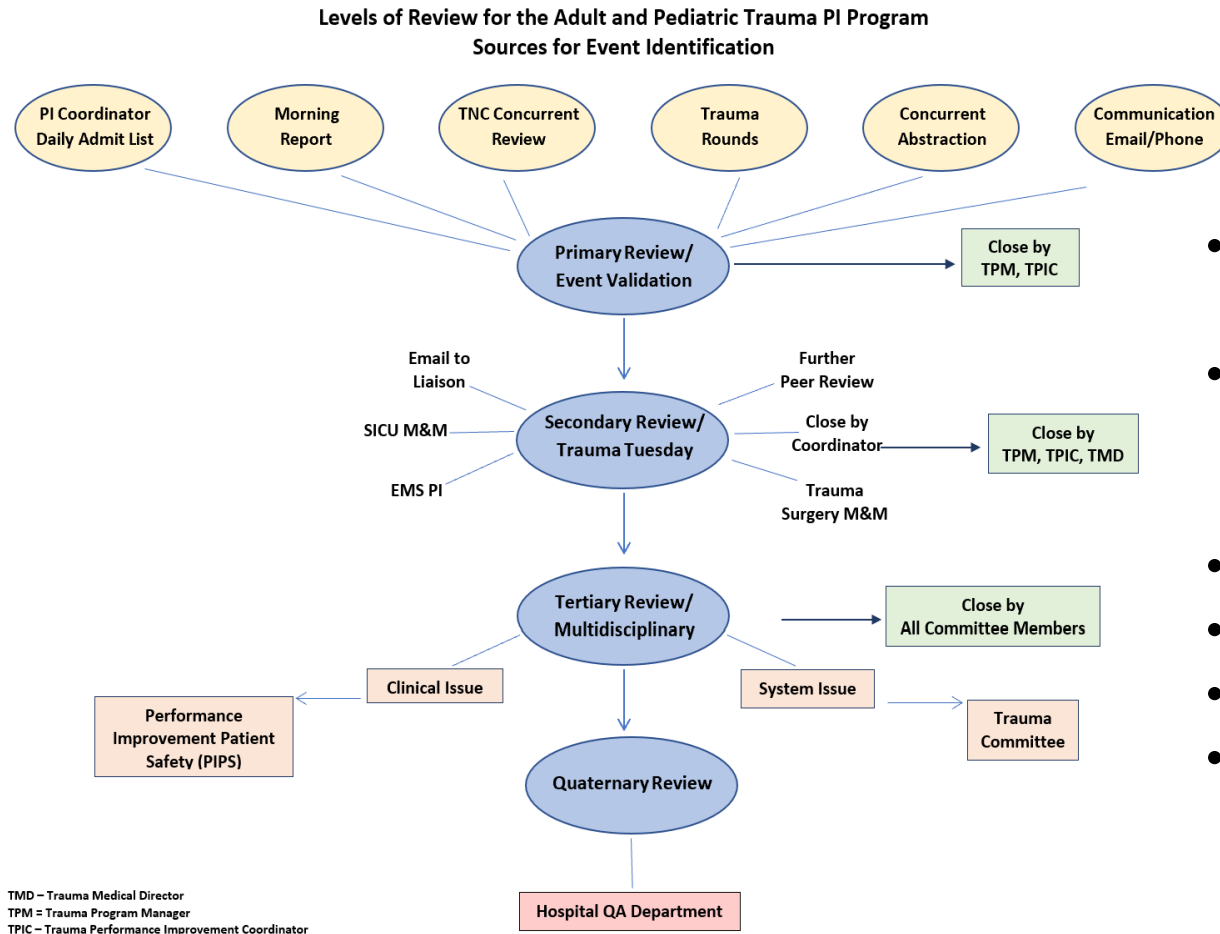 Levels of Review for the Adult and Pediatric Trauma PI Program
Sources for Event Identification
PI Coordinator
Daily Admit List
Morning
Report
TNC Concurrent
Review
Trauma
Rounds
Concurrent
Abstraction
Communication
Email/Phone
Primary Review/
Event Validation
Close by
TPM, TPIC
Email to
Liaison
Further
Peer Review
SICU M&M
Secondary Review/
Trauma Tuesday
Close by
Coordinator
Close by
TPM, TPIC, TMD
EMS PI
Trauma
Surgery M&M
Tertiary Review/
Multidisciplinary
Close by
All Committee Members
Clinical Issue
System Issue
Performance
Improvement Patient
Safety (PIPS)
Trauma
Committee
Quaternary Review
Hospital QA Department
TMD – Trauma Medical Director
TPM = Trauma Program Manager
TPIC – Trauma Performance Improvement Coordinator